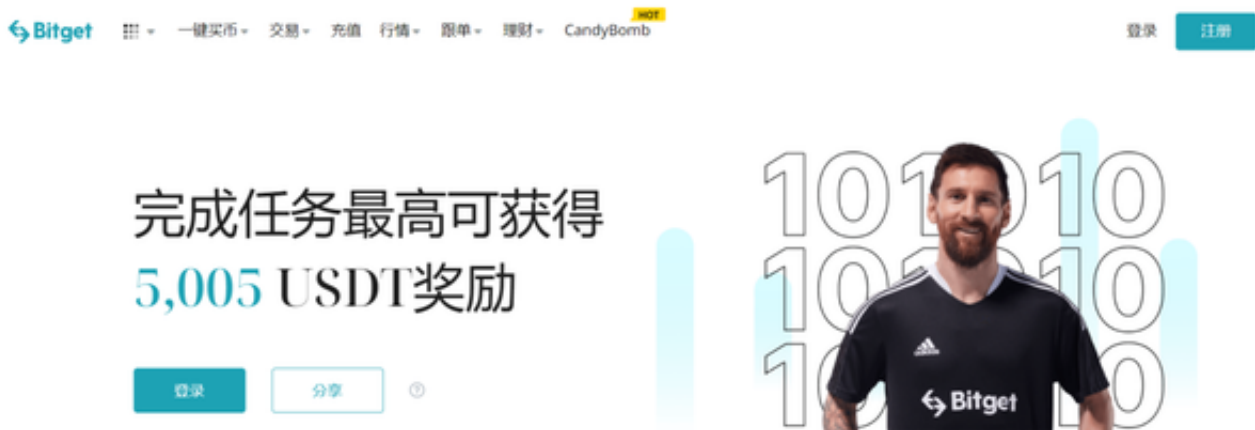 Bitget 一键买币 交易 充值 行情 跟单 理财 CandyBomb HOT 登录 注册
完成任务最高可获得
5,005 USDT奖励
登录 分享
101010
101010
101010
adidas
Bitget